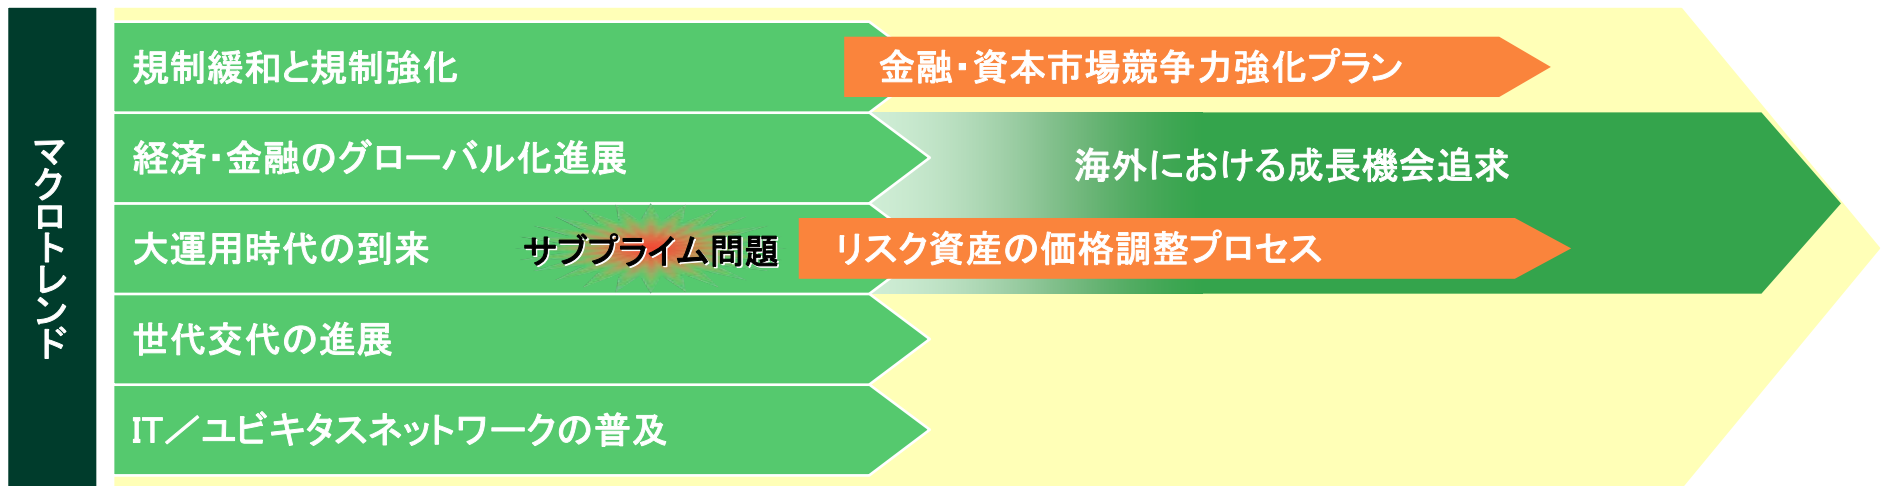 マクロトレンド
規制緩和と規制強化
金融・資本市場競争力強化プラン
経済・金融のグローバル化進展
海外における成長機会追求
大運用時代の到来
サブプライム問題
リスク資産の価格調整プロセス
世代交代の進展
IT／ユビキタスネットワークの普及